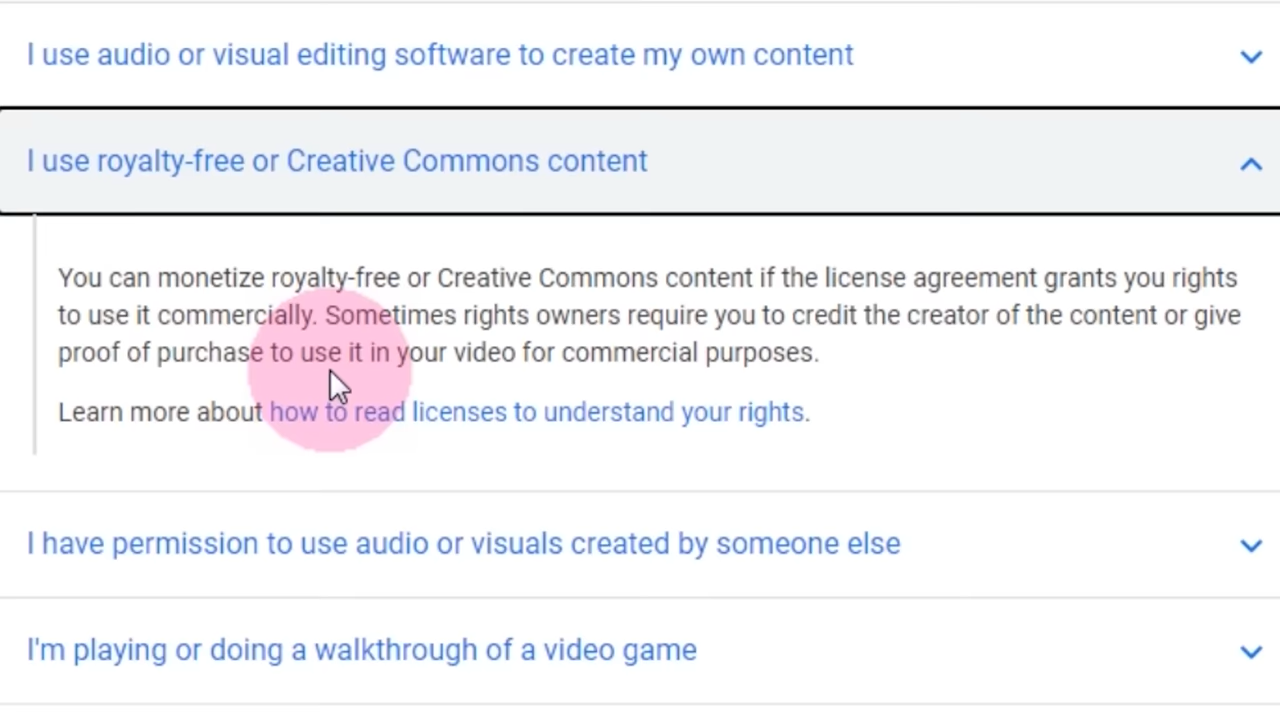 I use audio or visual editing software to create my own content
I use royalty-free or Creative Commons content
You can monetize royalty-free or Creative Commons content if the license agreement grants you rights
to use it commercially. Sometimes rights owners require you to credit the creator of the content or give
proof of purchase to use it in your video for commercial purposes.
Learn more about how to read licenses to understand your rights.
I have permission to use audio or visuals created by someone else
I'm playing or doing a walkthrough of a video game